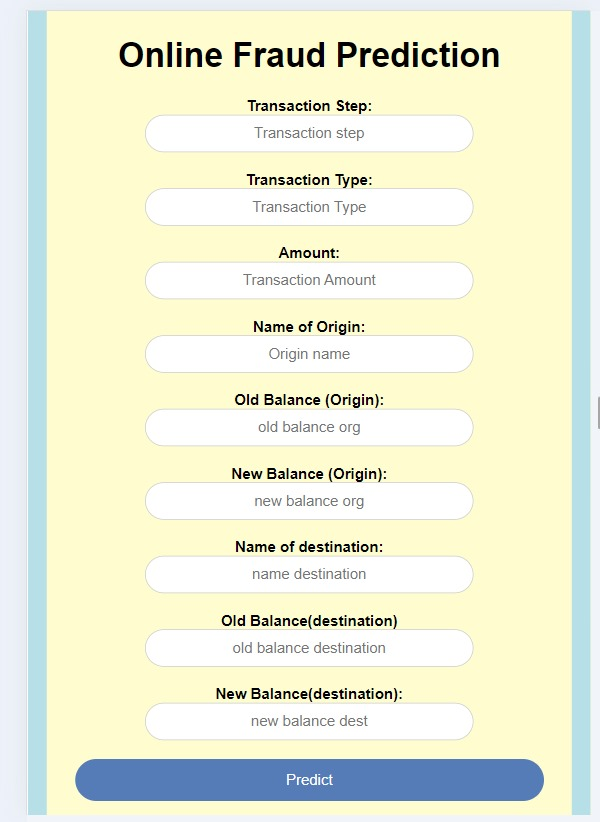 Online Fraud Prediction
Transaction Step:
Transaction step
Transaction Type:
Transaction Type
Amount:
Transaction Amount
Name of Origin:
Origin name
Old Balance (Origin):
old balance org
New Balance (Origin):
new balance org
Name of destination:
name destination
Old Balance(destination)
old balance destination
New Balance(destination):
new balance dest
Predict